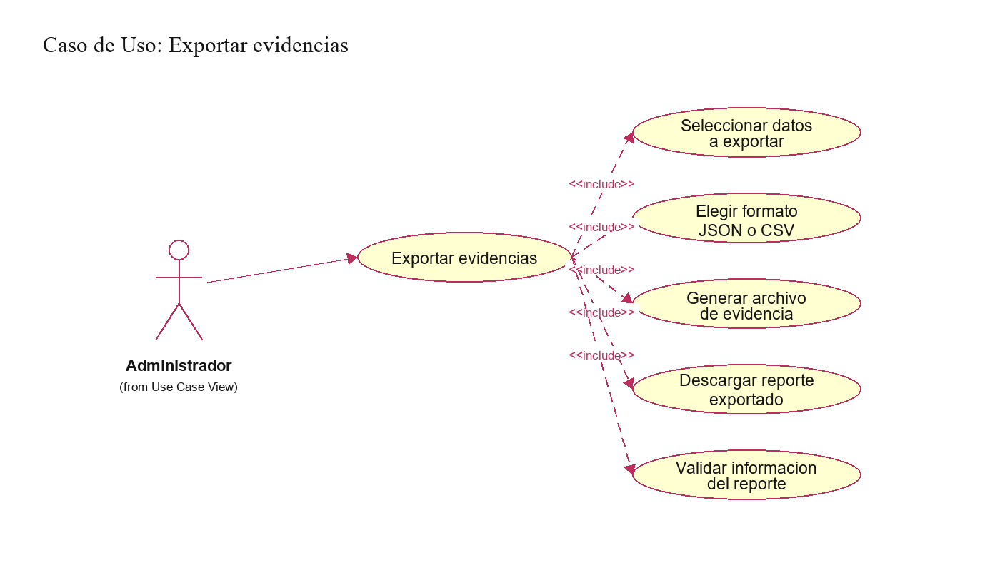 Caso de Uso: Exportar evidencias
Seleccionar datos
a exportar
<<include>>
Elegir formato
JSON o CSV
<<include>>
Exportar evidencias
<<include>>
Generar archivo
de evidencia
<<include>>
<<include>>
Administrador
(from Use Case View)
Descargar reporte
exportado
Validar informacion
del reporte